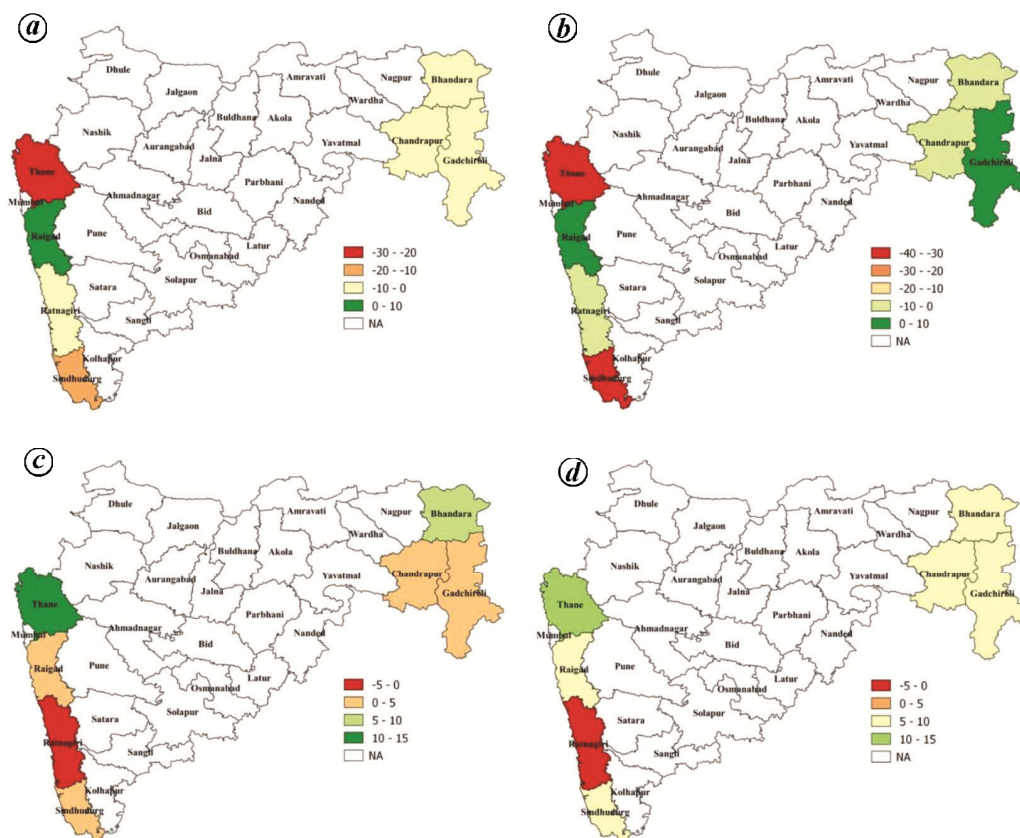 a
Dhule
Jalgaon
Amravati
Nagpur
Bhandara
Wardha
Buldhana
Akola
Nashik
Chandrapur
Aurangabad
Yavatmal
Jalna
Gadchiroli
Thane
Parbhani
Mumbai
Ahmadnagar
Nanded
Bid
Raigad
Pune
Latur
Osmanabad
Satara
Solapur
Ratnagiri
Sangli
Kolhapur
Sindhudurg
-30 - -20
-20 - -10
-10 - 0
0 - 10
NA
b
Dhule
Jalgaon
Amravati
Nagpur
Bhandara
Wardha
Buldhana
Akola
Nashik
Chandrapur
Aurangabad
Yavatmal
Jalna
Gadchiroli
Thane
Parbhani
Mumbai
Ahmadnagar
Nanded
Bid
Raigad
Pune
Latur
Osmanabad
Satara
Solapur
Ratnagiri
Sangli
Kolhapur
Sindhudurg
-40 - -30
-30 - -20
-20 - -10
-10 - 0
0 - 10
NA
c
Dhule
Jalgaon
Amravati
Nagpur
Bhandara
Wardha
Buldhana
Akola
Nashik
Chandrapur
Aurangabad
Yavatmal
Jalna
Gadchiroli
Thane
Parbhani
Mumbai
Ahmadnagar
Nanded
Bid
Raigad
Pune
Latur
Osmanabad
Satara
Solapur
Ratnagiri
Sangli
Kolhapur
Sindhudurg
-5 - 0
0 - 5
5 - 10
10 - 15
NA
d
Dhule
Jalgaon
Amravati
Nagpur
Bhandara
Wardha
Buldhana
Akola
Nashik
Chandrapur
Aurangabad
Yavatmal
Jalna
Gadchiroli
Thane
Parbhani
Mumbai
Ahmadnagar
Nanded
Bid
Raigad
Pune
Latur
Osmanabad
Satara
Solapur
Ratnagiri
Sangli
Kolhapur
Sindhudurg
-5 - 0
0 - 5
5 - 10
10 - 15
NA